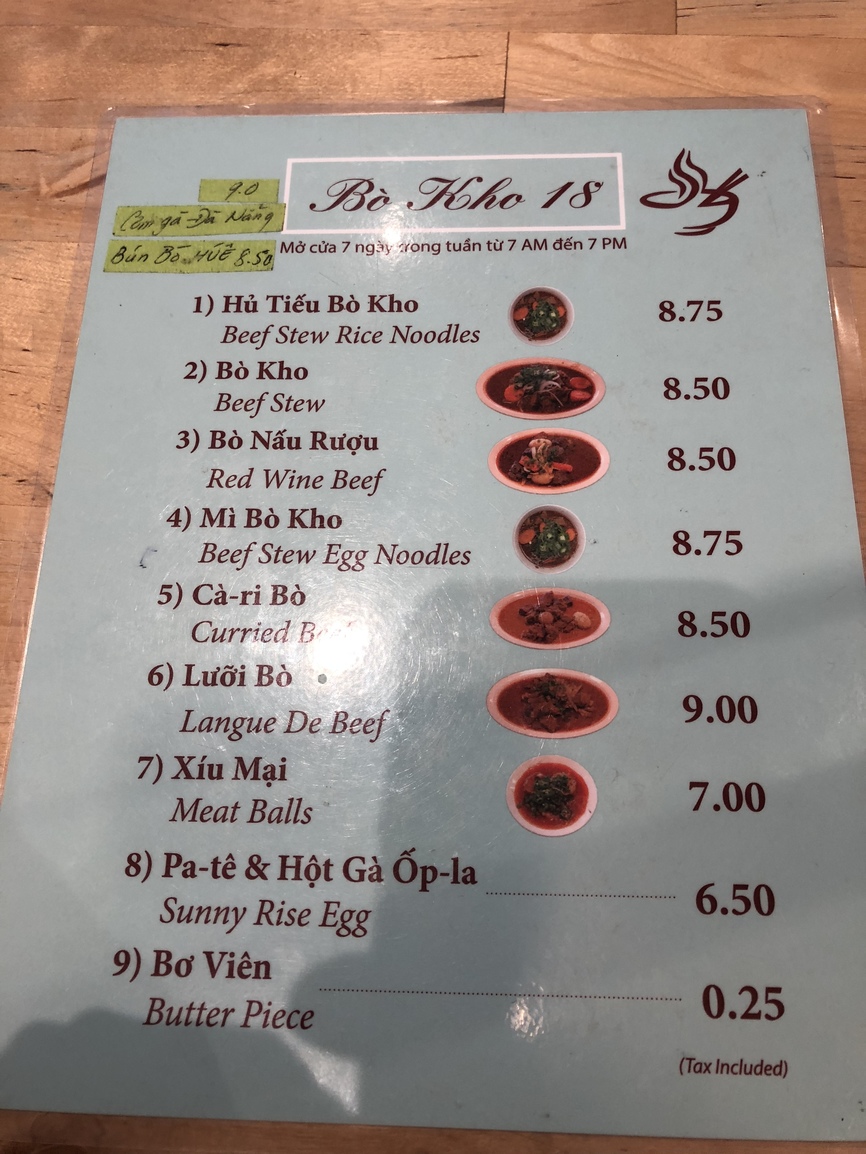 Bò Kho 18
9.0
Cơm gà Đà Nẵng
Bún Bò HUẾ 8.50
Mở cửa 7 ngày trong tuần từ 7 AM đến 7 PM
1) Hủ Tiếu Bò Kho 8.75
Beef Stew Rice Noodles
2) Bò Kho 8.50
Beef Stew
3) Bò Nấu Rượu 8.50
Red Wine Beef
4) Mì Bò Kho 8.75
Beef Stew Egg Noodles
5) Cà-ri Bò 8.50
Curried Beef
6) Lưỡi Bò 9.00
Langue De Beef
7) Xíu Mại 7.00
Meat Balls
8) Pa-tê & Hột Gà Ốp-la 6.50
Sunny Rise Egg
9) Bơ Viên 0.25
Butter Piece
(Tax Included)